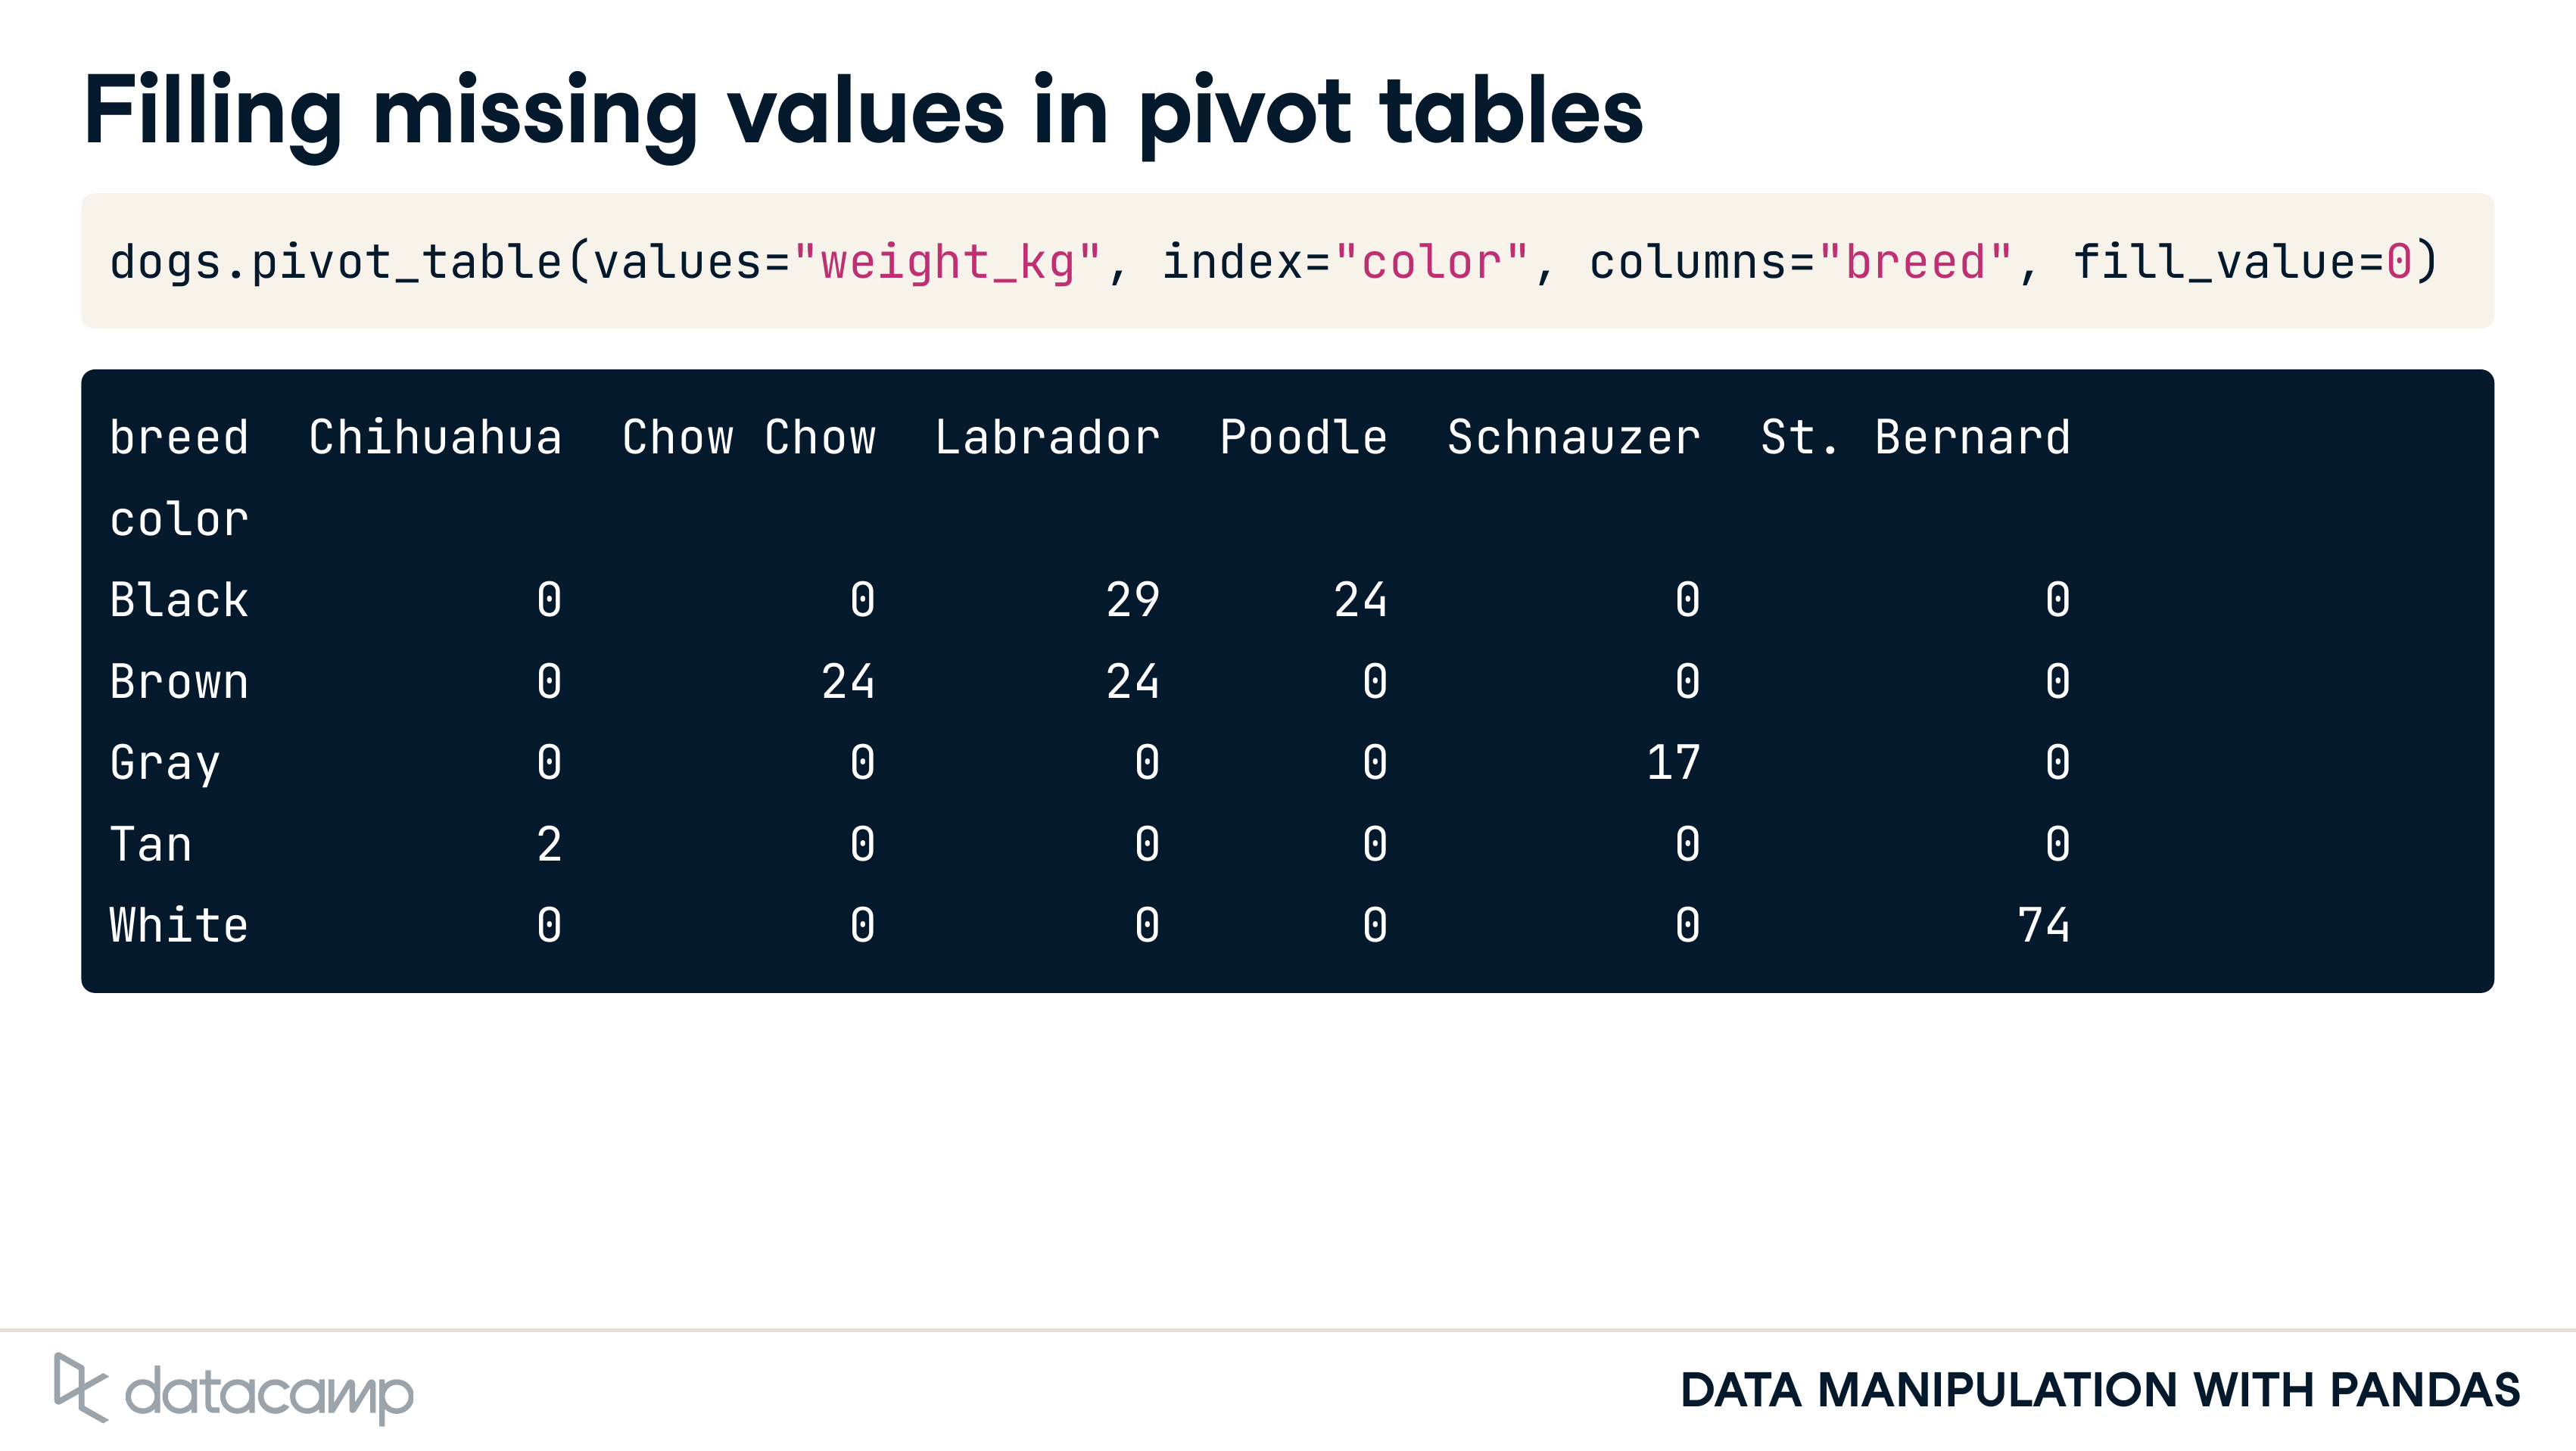 Filling missing values in pivot tables
dogs.pivot_table(values="weight_kg", index="color", columns="breed", fill_value=0)
breed  Chihuahua  Chow Chow  Labrador  Poodle  Schnauzer  St. Bernard
color
Black          0          0        29      24          0            0
Brown          0         24        24       0          0            0
Gray           0          0         0       0         17            0
Tan            2          0         0       0          0            0
White          0          0         0       0          0           74
datacamp
DATA MANIPULATION WITH PANDAS